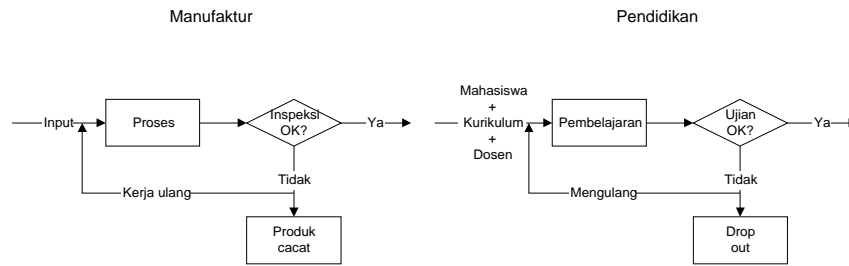 Manufaktur
Input
Proses
Inspeksi
OK?
Ya
Tidak
Kerja ulang
Produk
cacat
Pendidikan
Mahasiswa
+
Kurikulum
+
Dosen
Pembelajaran
Ujian
OK?
Ya
Tidak
Mengulang
Drop
out